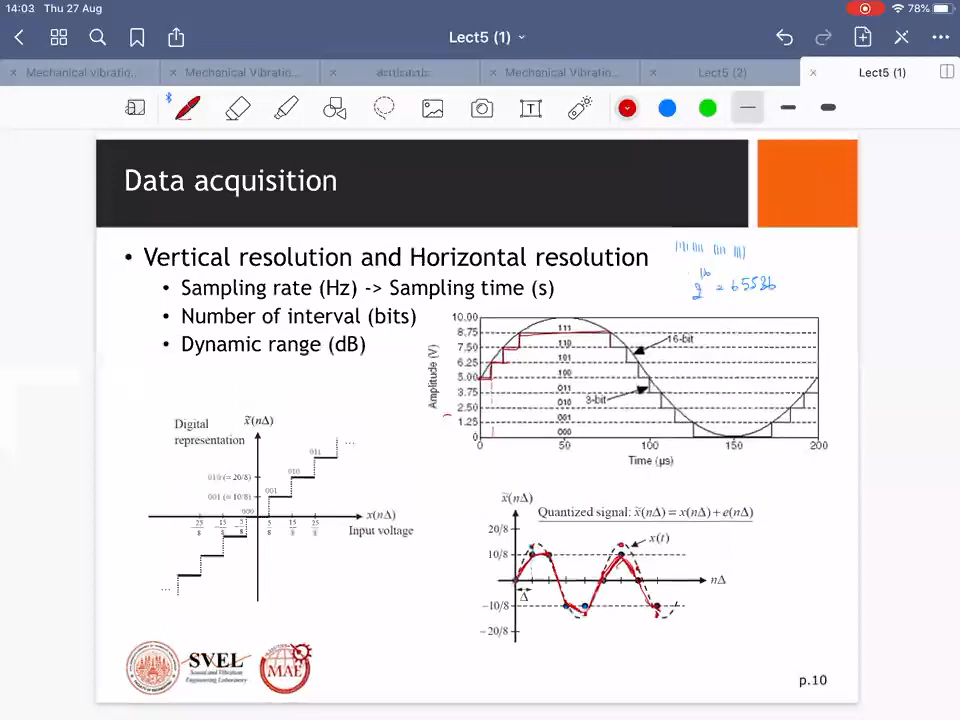 14:03 Thu 27 Aug
78%
Lect5 (1)
Mechanical vibratio...
Mechanical Vibratio...
Mechanical Vibratio...
Lect5 (2)
Lect5 (1)
Data acquisition
• Vertical resolution and Horizontal resolution
• Sampling rate (Hz) -> Sampling time (s)
• Number of interval (bits)
• Dynamic range (dB)
2^16 = 65536
Amplitude (V)
10.00
8.75
7.50
6.25
5.00
3.75
2.50
1.25
0
111
110
101
100
011
010
001
000
16-bit
3-bit
0 50 100 150 200
Time (µs)
Digital
representation
x̃(nΔ)
...
011
010 (= 20/8)
010
001 (= 10/8)
001
000
x(nΔ)
Input voltage
-25/8 -15/8 -5/8 5/8 15/8 25/8
...
x̃(nΔ)
Quantized signal: x̃(nΔ) = x(nΔ) + e(nΔ)
20/8
x(t)
10/8
nΔ
Δ
−10/8
−20/8
SVEL
Sound and Vibration
Engineering Laboratory
MAE
p.10